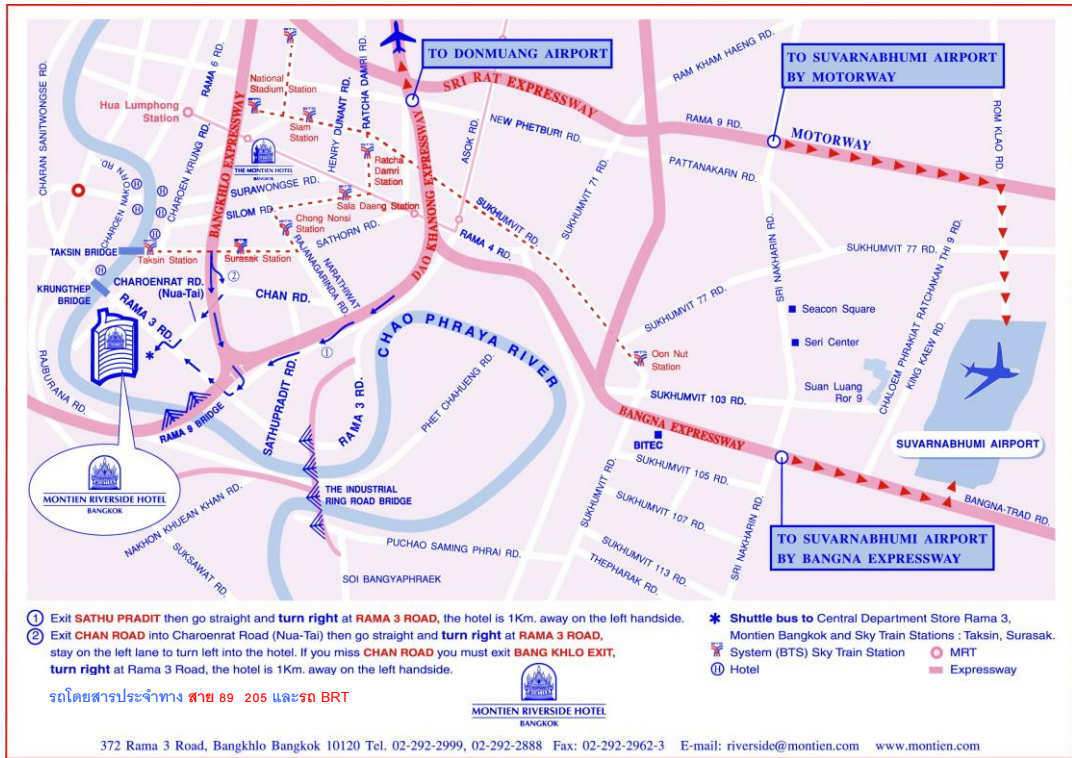 TO DONMUANG AIRPORT
TO SUVARNABHUMI AIRPORT
BY MOTORWAY
CHARAN SANITWONGSE RD.
RAMA 6 RD.
National
Stadium Station
Hua Lumphong
Station
Siam
Station
HENRY DUNANT RD.
RATCHA DAMRI RD.
SRI RAT EXPRESSWAY
RAM KHAM HAENG RD.
ROM KLAO RD.
NEW PHETBURI RD.
RAMA 9 RD.
MOTORWAY
ASOK RD.
PATTANAKARN RD.
BANGKHLO EXPRESSWAY
THE MONTIEN HOTEL
BANGKOK
Ratcha
Damri
Station
CHAROEN KRUNG RD.
CHAROEN NAKORN RD.
SURAWONGSE RD.
SILOM RD.
Sala Daeng Station
Chong Nonsi
Station
SATHORN RD.
DAO KHANONG EXPRESSWAY
SUKHUMVIT RD.
SUKHUMVIT 71 RD.
RAMA 4 RD.
SRI NAKHARIN RD.
SUKHUMVIT 77 RD.
CHALOEM PHRAKIAT RATCHAKAN THI 9 RD.
KING KAEW RD.
TAKSIN BRIDGE
Taksin Station
Surasak Station
KRUNGTHEP
BRIDGE
CHAROENRAT RD.
(Nua-Tai)
②
CHAN RD.
NARATHIWAT
RAJANAGARINDA RD.
RAMA 3 RD.
SUKHUMVIT 77 RD.
Seacon Square
Seri Center
CHAO PHRAYA RIVER
①
Oon Nut
Station
Suan Luang
Ror 9
RAJBURANA RD.
RAMA 9 BRIDGE
SATHUPRADIT RD.
RAMA 3 RD.
PHET CHAHUENG RD.
SUKHUMVIT 103 RD.
BANGNA EXPRESSWAY
BITEC
SUVARNABHUMI AIRPORT
MONTIEN RIVERSIDE HOTEL
BANGKOK
THE INDUSTRIAL
RING ROAD BRIDGE
SUKHUMVIT RD.
SUKHUMVIT 105 RD.
SUKHUMVIT 107 RD.
SUKHUMVIT 113 RD.
THEPHARAK RD.
SRI NAKHARIN RD.
BANGNA-TRAD RD.
NAKHON KHUEAN KHAN RD.
SUKSAWAT RD.
PUCHAO SAMING PHRAI RD.
SOI BANGYAPHRAEK
TO SUVARNABHUMI AIRPORT
BY BANGNA EXPRESSWAY
① Exit SATHU PRADIT then go straight and turn right at RAMA 3 ROAD, the hotel is 1Km. away on the left handside.
② Exit CHAN ROAD into Charoenrat Road (Nua-Tai) then go straight and turn right at RAMA 3 ROAD,
stay on the left lane to turn left into the hotel. If you miss CHAN ROAD you must exit BANG KHLO EXIT,
turn right at Rama 3 Road, the hotel is 1Km. away on the left handside.
* Shuttle bus to Central Department Store Rama 3,
Montien Bangkok and Sky Train Stations : Taksin, Surasak.
System (BTS) Sky Train Station
MRT
Ⓗ Hotel
Expressway
รถโดยสารประจำทาง สาย 89 205 และรถ BRT
MONTIEN RIVERSIDE HOTEL
BANGKOK
372 Rama 3 Road, Bangkhlo Bangkok 10120 Tel. 02-292-2999, 02-292-2888 Fax: 02-292-2962-3 E-mail: riverside@montien.com www.montien.com